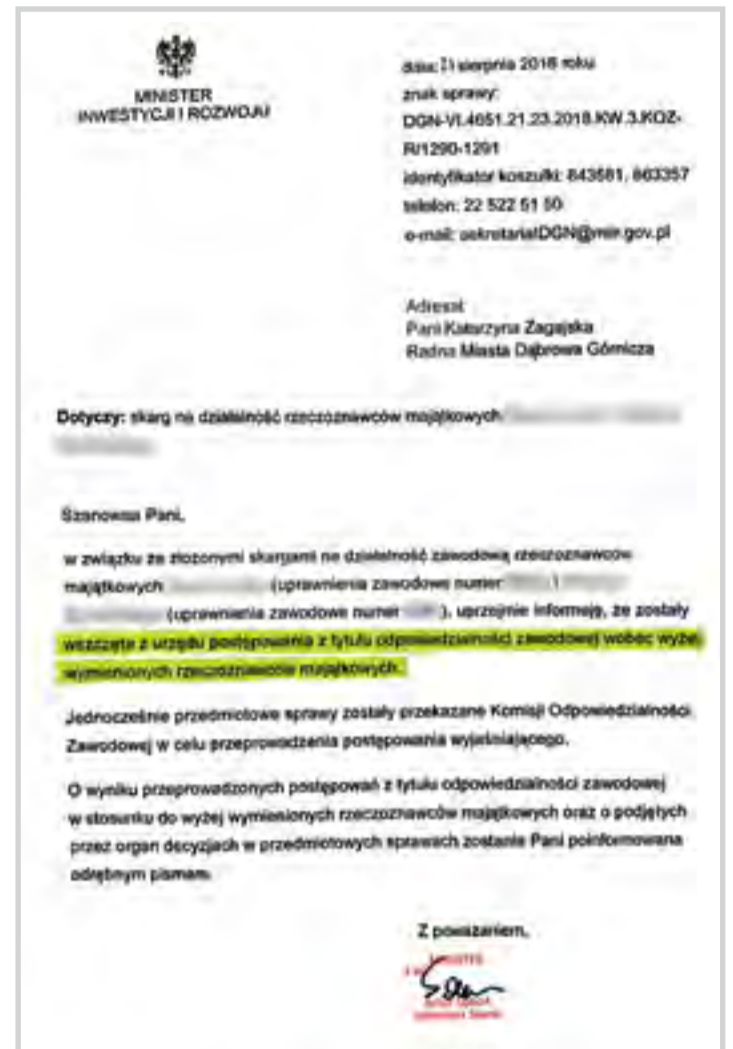 MINISTER
INWESTYCJI I ROZWOJU
data: sierpnia 2018 roku
znak sprawy:
DGN-VI.4651.21.23.2018.KW.3.KOZ-
R/1290-1291
identyfikator koszulki: 843581, 863357
telefon: 22 522 51 50
e-mail: sekretariatDGN@mir.gov.pl
Adresat
Pani Katarzyna Zagajska
Radna Miasta Dąbrowa Górnicza
Dotyczy: skarg na działalność rzeczoznawców majątkowych
Szanowna Pani,
w związku ze złożonymi skargami na działalność zawodową rzeczoznawców
majątkowych (uprawnienia zawodowe numer
(uprawnienia zawodowe numer ), uprzejmie informuję, że zostały
wszczęte z urzędu postępowania z tytułu odpowiedzialności zawodowej wobec wyżej
wymienionych rzeczoznawców majątkowych.
Jednocześnie przedmiotowe sprawy zostały przekazane Komisji Odpowiedzialności
Zawodowej w celu przeprowadzenia postępowania wyjaśniającego.
O wyniku przeprowadzonych postępowań z tytułu odpowiedzialności zawodowej
w stosunku do wyżej wymienionych rzeczoznawców majątkowych oraz o podjętych
przez organ decyzjach w przedmiotowych sprawach zostanie Pani poinformowana
odrębnym pismem.
Z poważaniem,
MINISTER